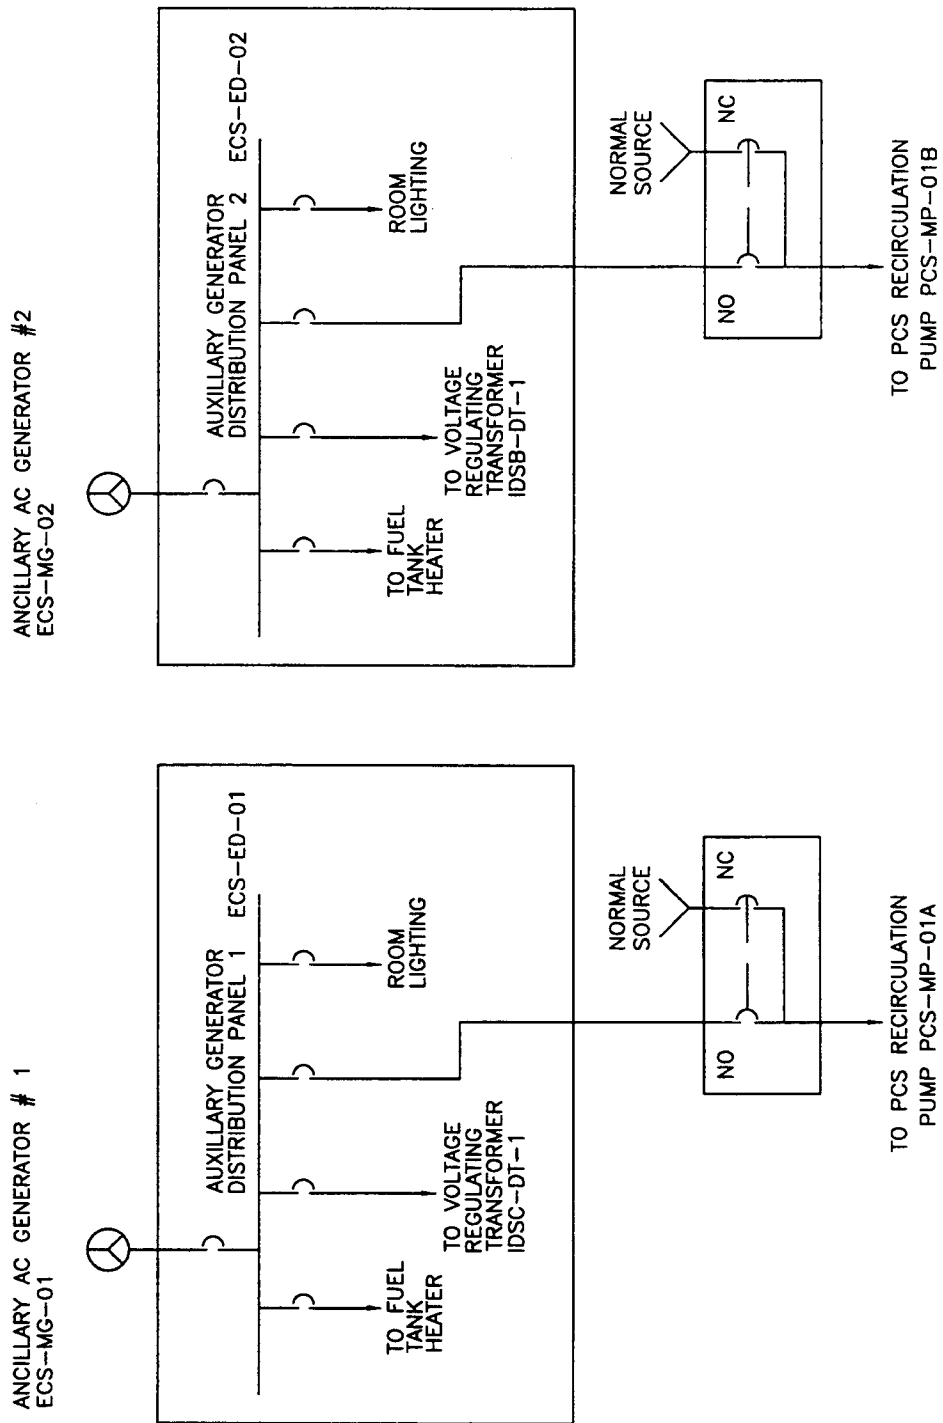 ANCILLARY AC GENERATOR # 1
ECS-MG-01
AUXILLARY GENERATOR
DISTRIBUTION PANEL 1 ECS-ED-01
TO FUEL
TANK
HEATER
TO VOLTAGE
REGULATING
TRANSFORMER
IDSC-DT-1
ROOM
LIGHTING
NORMAL
SOURCE
NO
NC
TO PCS RECIRCULATION
PUMP PCS-MP-01A
ANCILLARY AC GENERATOR #2
ECS-MG-02
AUXILLARY GENERATOR
DISTRIBUTION PANEL 2 ECS-ED-02
TO FUEL
TANK
HEATER
TO VOLTAGE
REGULATING
TRANSFORMER
IDSB-DT-1
ROOM
LIGHTING
NORMAL
SOURCE
NO
NC
TO PCS RECIRCULATION
PUMP PCS-MP-01B